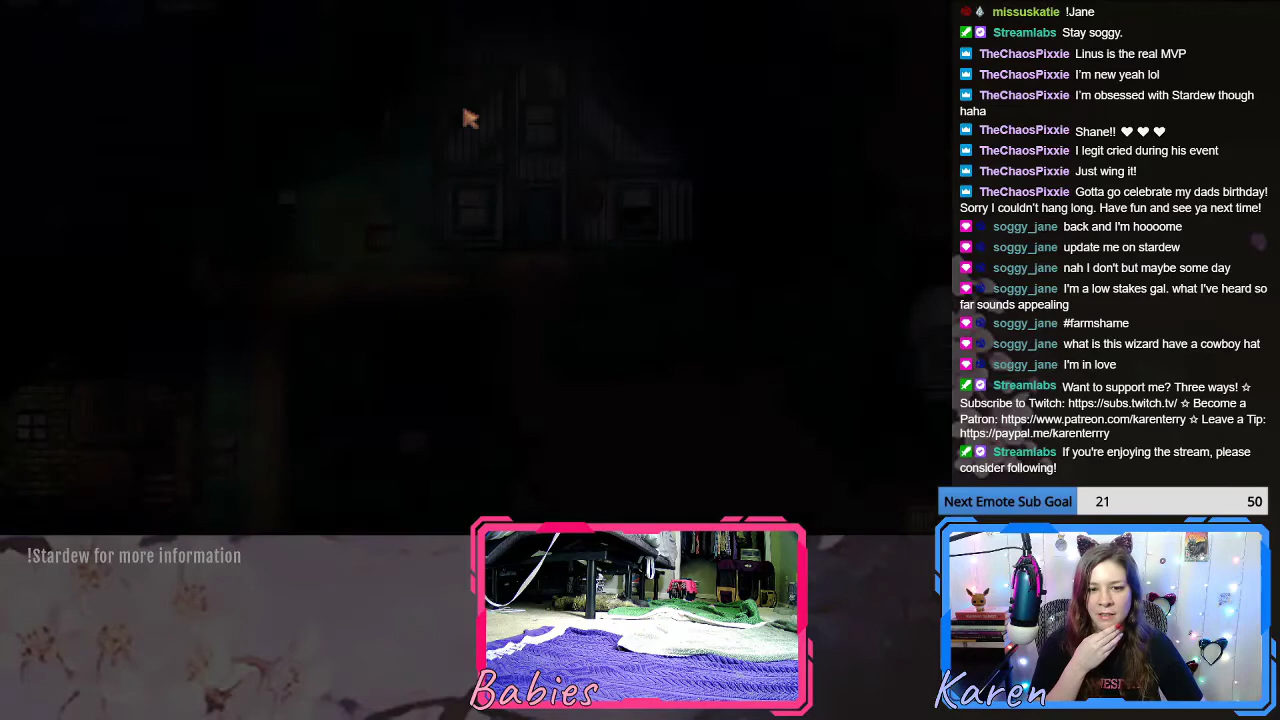 missuskatie !Jane
Streamlabs Stay soggy.
TheChaosPixxie Linus is the real MVP
TheChaosPixxie I'm new yeah lol
TheChaosPixxie I'm obsessed with Stardew though
haha
TheChaosPixxie Shane!! ♥ ♥ ♥
TheChaosPixxie I legit cried during his event
TheChaosPixxie Just wing it!
TheChaosPixxie Gotta go celebrate my dads birthday!
Sorry I couldn't hang long. Have fun and see ya next time!
soggy_jane back and I'm hoooome
soggy_jane update me on stardew
soggy_jane nah I don't but maybe some day
soggy_jane I'm a low stakes gal. what I've heard so
far sounds appealing
soggy_jane #farmshame
soggy_jane what is this wizard have a cowboy hat
soggy_jane I'm in love
Streamlabs Want to support me? Three ways! ☆
Subscribe to Twitch: https://subs.twitch.tv/ ☆ Become a
Patron: https://www.patreon.com/karenterry ☆ Leave a Tip:
https://paypal.me/karenterrry
Streamlabs If you're enjoying the stream, please
consider following!
Next Emote Sub Goal 21 50
!Stardew for more information
Babies
Karen